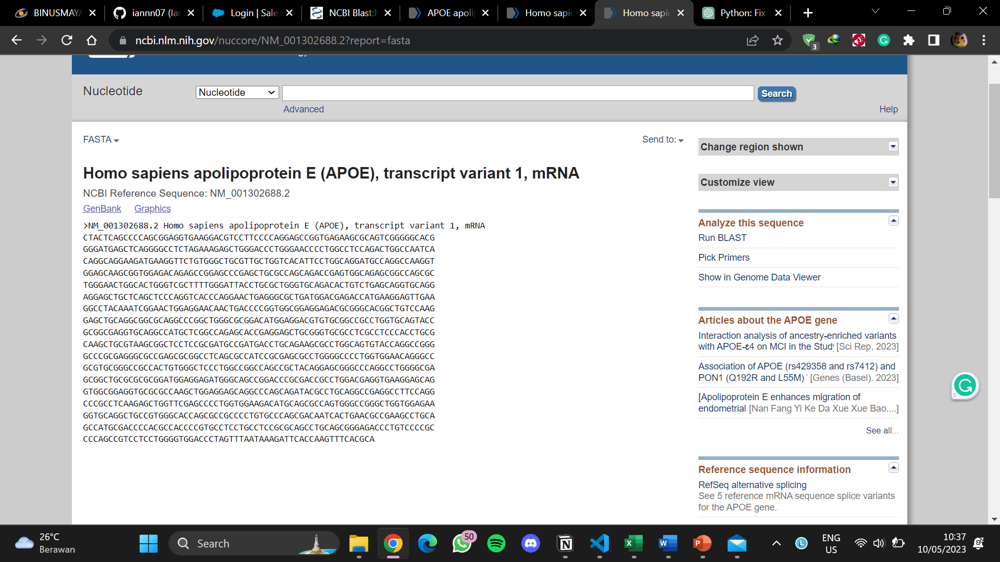 BINUSMAYA
iannn07 (Ian
Login | Sale
NCBI Blast:N
APOE apoli
Homo sapie
Homo sapie
Python: Fix
ncbi.nlm.nih.gov/nuccore/NM_001302688.2?report=fasta
3
Nucleotide
Nucleotide
Search
Advanced
Help
FASTA
Send to:
Homo sapiens apolipoprotein E (APOE), transcript variant 1, mRNA
NCBI Reference Sequence: NM_001302688.2
GenBank Graphics
>NM_001302688.2 Homo sapiens apolipoprotein E (APOE), transcript variant 1, mRNA
CTACTCAGCCCCAGCGGAGGTGAAGGACGTCCTTCCCCAGGAGCCGGTGAGAAGCGCAGTCGGGGGCACG
GGGATGAGCTCAGGGGCCTCTAGAAAGAGCTGGGACCCTGGGAACCCCTGGCCTCCAGACTGGCCAATCA
CAGGCAGGAAGATGAAGGTTCTGTGGGCTGCGTTGCTGGTCACATTCCTGGCAGGATGCCAGGCCAAGGT
GGAGCAAGCGGTGGAGACAGAGCCGGAGCCCGAGCTGCGCCAGCAGACCGAGTGGCAGAGCGGCCAGCGC
TGGGAACTGGCACTGGGTCGCTTTTGGGATTACCTGCGCTGGGTGCAGACACTGTCTGAGCAGGTGCAGG
AGGAGCTGCTCAGCTCCCAGGTCACCCAGGAACTGAGGGCGCTGATGGACGAGACCATGAAGGAGTTGAA
GGCCTACAAATCGGAACTGGAGGAACAACTGACCCCGGTGGCGGAGGAGACGCGGGCACGGCTGTCCAAG
GAGCTGCAGGCGGCGCAGGCCCGGCTGGGCGCGGACATGGAGGACGTGTGCGGCCGCCTGGTGCAGTACC
GCGGCGAGGTGCAGGCCATGCTCGGCCAGAGCACCGAGGAGCTGCGGGTGCGCCTCGCCTCCCACCTGCG
CAAGCTGCGTAAGCGGCTCCTCCGCGATGCCGATGACCTGCAGAAGCGCCTGGCAGTGTACCAGGCCGGG
GCCCGCGAGGGCGCCGAGCGCGGCCTCAGCGCCATCCGCGAGCGCCTGGGGCCCCTGGTGGAACAGGGCC
GCGTGCGGGCCGCCACTGTGGGCTCCCTGGCCGGCCAGCCGCTACAGGAGCGGGCCCAGGCCTGGGGCGA
GCGGCTGCGCGCGCGGATGGAGGAGATGGGCAGCCGGACCCGCGACCGCCTGGACGAGGTGAAGGAGCAG
GTGGCGGAGGTGCGCGCCAAGCTGGAGGAGCAGGCCCAGCAGATACGCCTGCAGGCCGAGGCCTTCCAGG
CCCGCCTCAAGAGCTGGTTCGAGCCCCTGGTGGAAGACATGCAGCGCCAGTGGGCCGGGCTGGTGGAGAA
GGTGCAGGCTGCCGTGGGCACCAGCGCCGCCCCTGTGCCCAGCGACAATCACTGAACGCCGAAGCCTGCA
GCCATGCGACCCCACGCCACCCCGTGCCTCCTGCCTCCGCGCAGCCTGCAGCGGGAGACCCTGTCCCCGC
CCCAGCCGTCCTCCTGGGGTGGACCCTAGTTTAATAAAGATTCACCAAGTTTCACGCA
Change region shown
Customize view
Analyze this sequence
Run BLAST
Pick Primers
Show in Genome Data Viewer
Articles about the APOE gene
Interaction analysis of ancestry-enriched variants
with APOE-ε4 on MCI in the Study [Sci Rep. 2023]
Association of APOE (rs429358 and rs7412) and
PON1 (Q192R and L55M) [Genes (Basel). 2023]
[Apolipoprotein E enhances migration of
endometrial [Nan Fang Yi Ke Da Xue Xue Bao....]
See all...
Reference sequence information
RefSeq alternative splicing
See 5 reference mRNA sequence splice variants
for the APOE gene.
26°C
Berawan
Search
50
ENG
US
10:37
10/05/2023